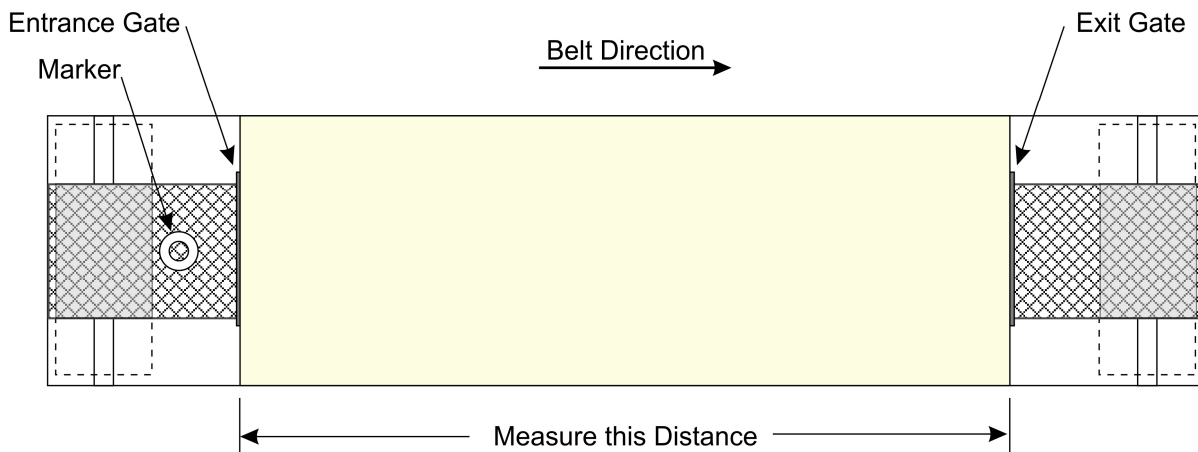 Entrance Gate
Exit Gate
Belt Direction
Marker
Measure this Distance